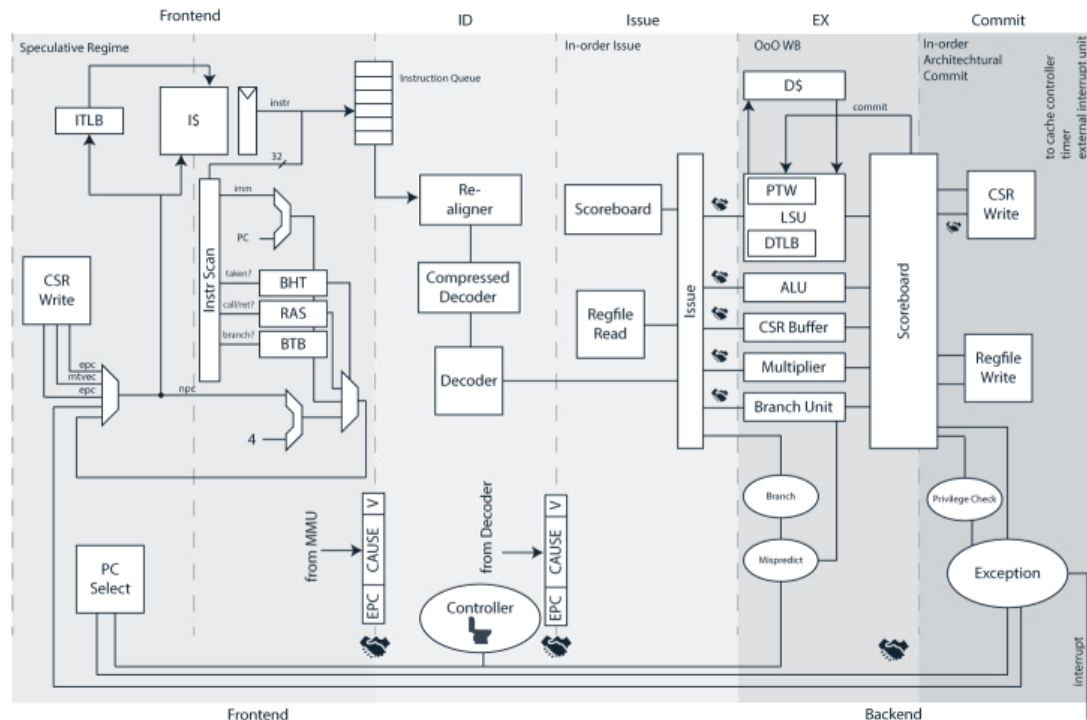 Frontend
ID
Issue
EX
Commit
Speculative Regime
In-order Issue
OoO WB
In-order
Architechtural
Commit
to cache controller
timer
external interrupt unit
Instruction Queue
D$
commit
ITLB
I$
instr
32
PTW
LSU
DTLB
Re-
aligner
Scoreboard
CSR
Write
imm
PC
Instr Scan
CSR
Write
taken?
BHT
call/ret?
RAS
branch?
BTB
Compressed
Decoder
Regfile
Read
Issue
ALU
CSR Buffer
Multiplier
Branch Unit
Scoreboard
Regfile
Write
epc
mtvec
epc
npc
4
Decoder
from MMU
EPC
CAUSE
V
from Decoder
EPC
CAUSE
V
Branch
Mispredict
Privilege Check
Exception
PC
Select
Controller
interrupt
Frontend
Backend